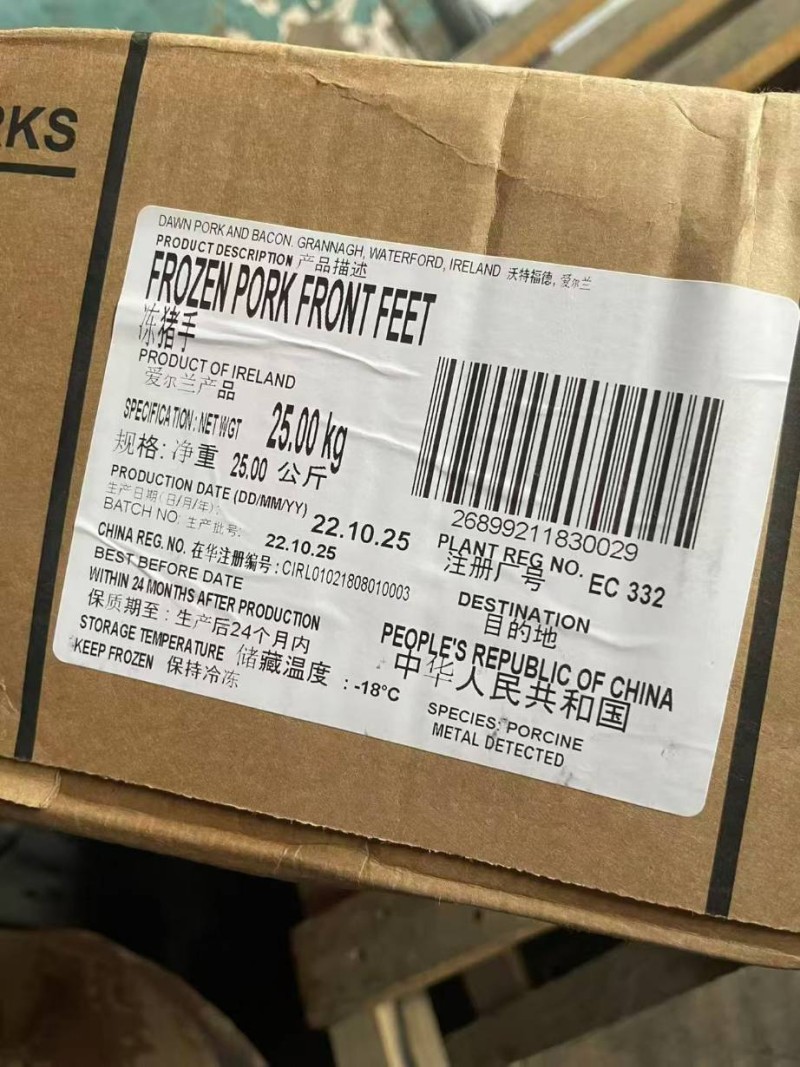 RKS
DAWN PORK AND BACON. GRANNAGH, WATERFORD, IRELAND 沃特福德, 爱尔兰
PRODUCT DESCRIPTION 产品描述
FROZEN PORK FRONT FEET
冻猪手
PRODUCT OF IRELAND
爱尔兰产品
SPECIFICATION: NET WGT 25.00 kg
规格: 净重 25.00 公斤
PRODUCTION DATE (DD/MM/YY)
生产日期(日/月/年): 22.10.25
BATCH NO: 生产批号: 22.10.25
CHINA REG. NO. 在华注册编号: CIRL01021808010003
BEST BEFORE DATE
WITHIN 24 MONTHS AFTER PRODUCTION
保质期至: 生产后24个月内
STORAGE TEMPERATURE 储藏温度 : -18°C
KEEP FROZEN 保持冷冻
26899211830029
PLANT REG NO. EC 332
注册厂号
DESTINATION
目的地
PEOPLE'S REPUBLIC OF CHINA
中华人民共和国
SPECIES: PORCINE
METAL DETECTED